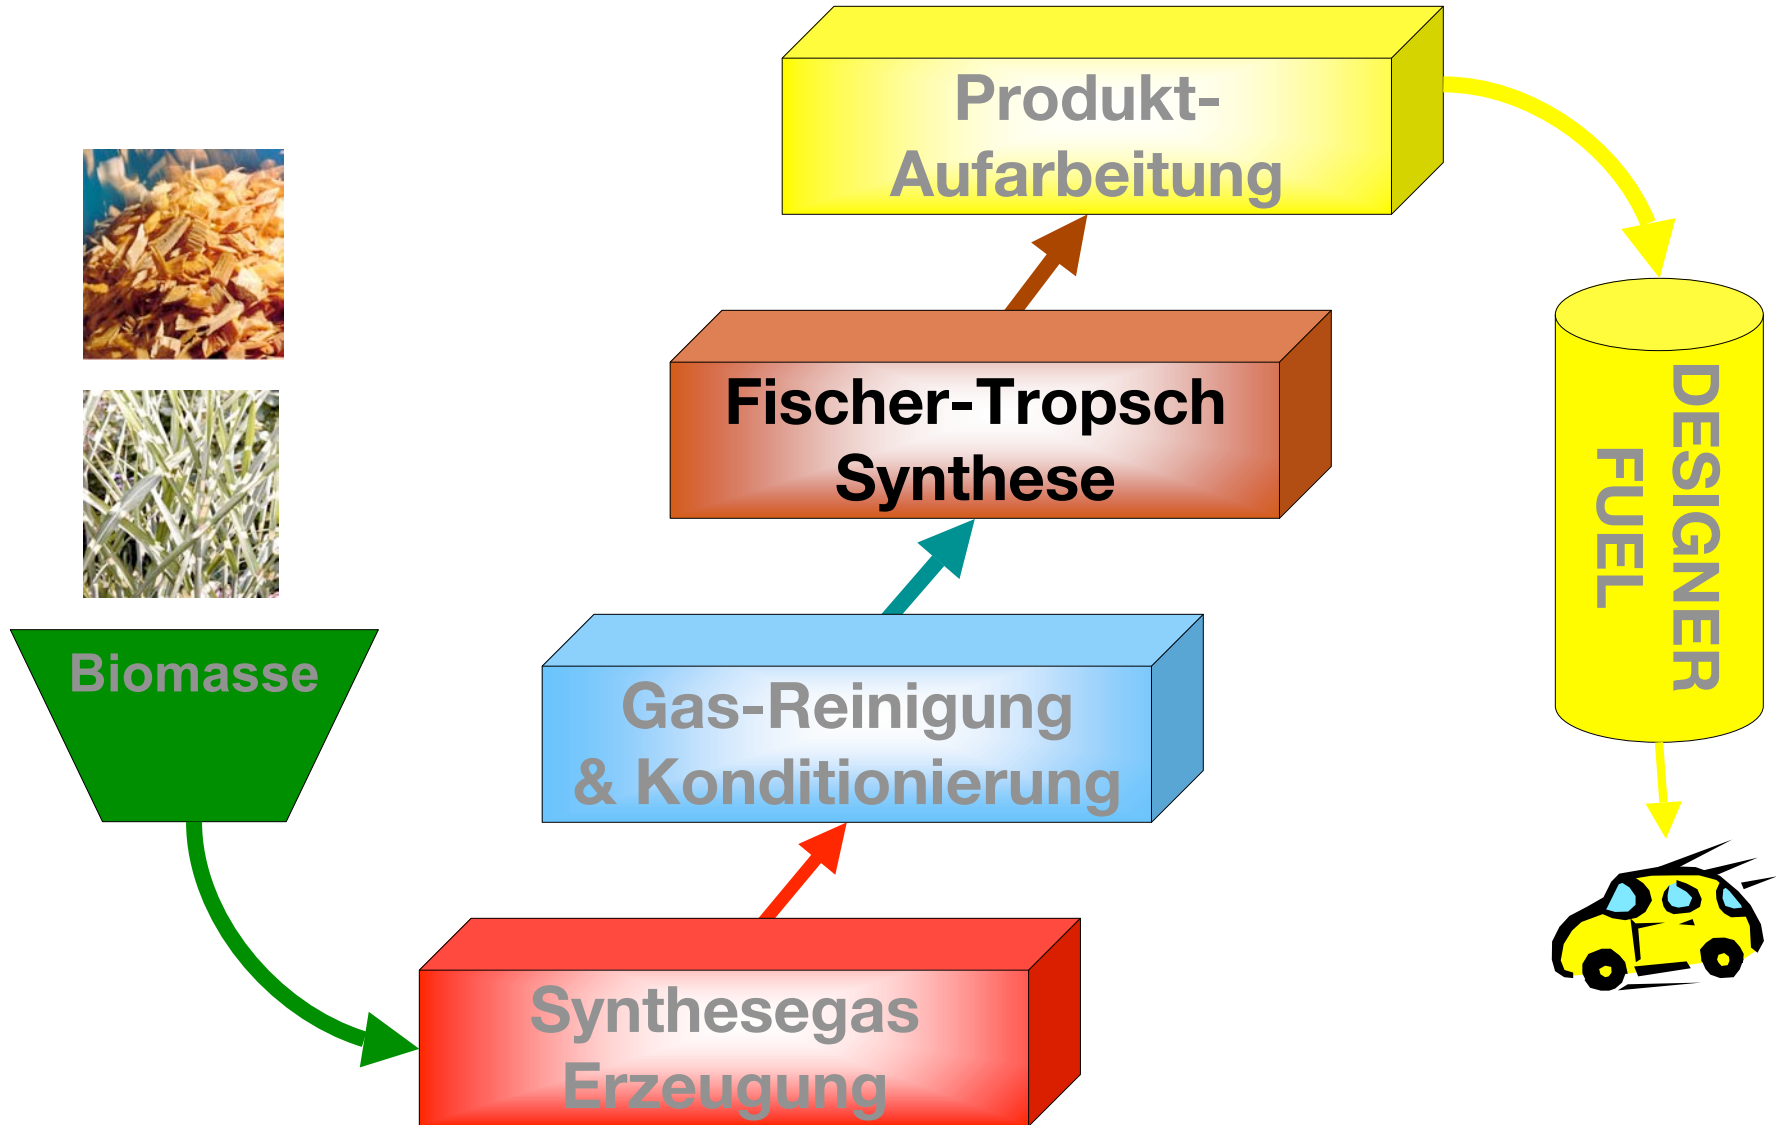 Produkt-
Aufarbeitung
Fischer-Tropsch
Synthese
DESIGNER
FUEL
Biomasse
Gas-Reinigung
& Konditionierung
Synthesegas
Erzeugung